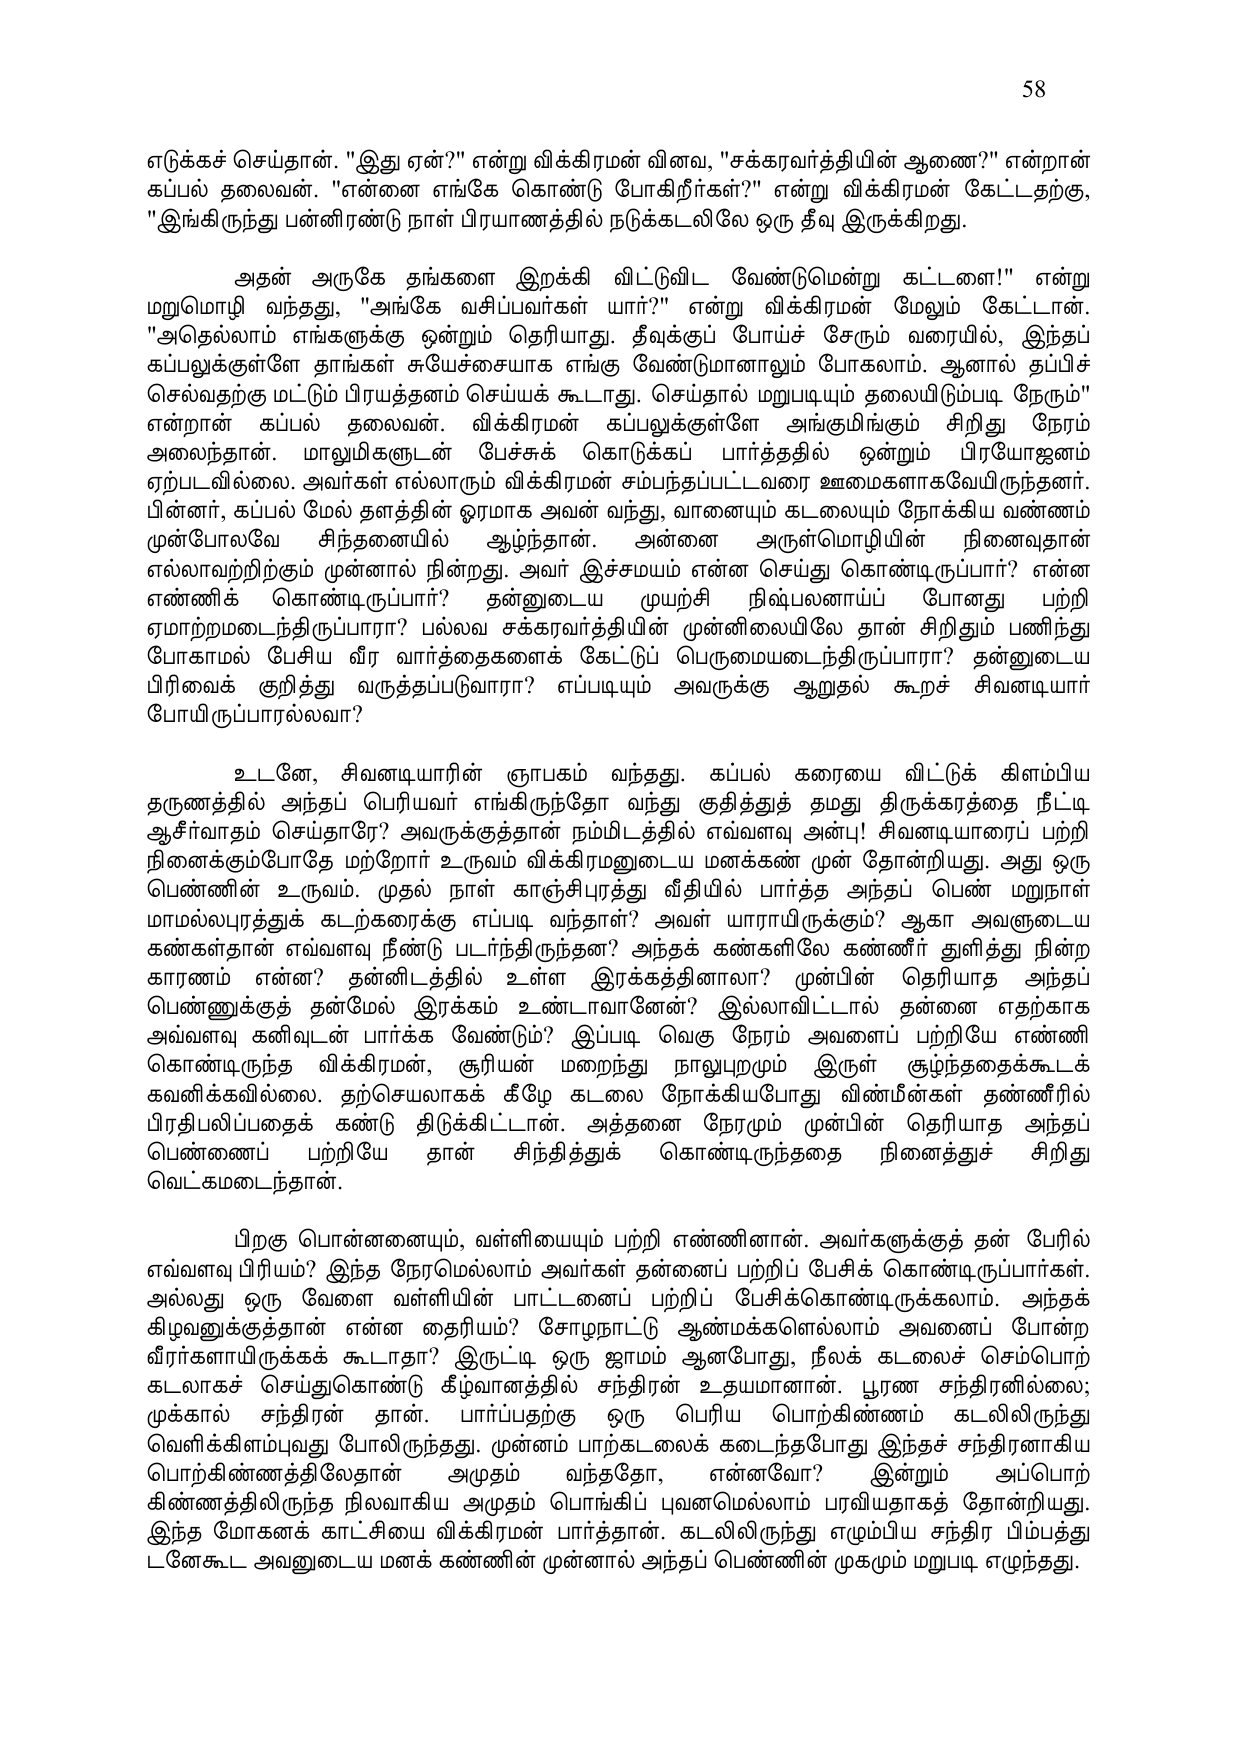 58
எடுக்கச் செய்தான். "இது ஏன்?" என்று விக்கிரமன் வினவ, "சக்கரவர்த்தியின் ஆணை?" என்றான்
கப்பல் தலைவன். "என்னை எங்கே கொண்டு போகிறீர்கள்?" என்று விக்கிரமன் கேட்டதற்கு,
"இங்கிருந்து பன்னிரண்டு நாள் பிரயாணத்தில் நடுக்கடலிலே ஒரு தீவு இருக்கிறது.
அதன் அருகே தங்களை இறக்கி விட்டுவிட வேண்டுமென்று கட்டளை!" என்று
மறுமொழி வந்தது, "அங்கே வசிப்பவர்கள் யார்?" என்று விக்கிரமன் மேலும் கேட்டான்.
"அதெல்லாம் எங்களுக்கு ஒன்றும் தெரியாது. தீவுக்குப் போய்ச் சேரும் வரையில், இந்தப்
கப்பலுக்குள்ளே தாங்கள் சுயேச்சையாக எங்கு வேண்டுமானாலும் போகலாம். ஆனால் தப்பிச்
செல்வதற்கு மட்டும் பிரயத்தனம் செய்யக் கூடாது. செய்தால் மறுபடியும் தலையிடும்படி நேரும்"
என்றான் கப்பல் தலைவன். விக்கிரமன் கப்பலுக்குள்ளே அங்குமிங்கும் சிறிது நேரம்
அலைந்தான். மாலுமிகளுடன் பேச்சுக் கொடுக்கப் பார்த்ததில் ஒன்றும் பிரயோஜனம்
ஏற்படவில்லை. அவர்கள் எல்லாரும் விக்கிரமன் சம்பந்தப்பட்டவரை ஊமைகளாகவேயிருந்தனர்.
பின்னர், கப்பல் மேல் தளத்தின் ஓரமாக அவன் வந்து, வானையும் கடலையும் நோக்கிய வண்ணம்
முன்போலவே சிந்தனையில் ஆழ்ந்தான். அன்னை அருள்மொழியின் நினைவுதான்
எல்லாவற்றிற்கும் முன்னால் நின்றது. அவர் இச்சமயம் என்ன செய்து கொண்டிருப்பார்? என்ன
எண்ணிக் கொண்டிருப்பார்? தன்னுடைய முயற்சி நிஷ்பலனாய்ப் போனது பற்றி
ஏமாற்றமடைந்திருப்பாரா? பல்லவ சக்கரவர்த்தியின் முன்னிலையிலே தான் சிறிதும் பணிந்து
போகாமல் பேசிய வீர வார்த்தைகளைக் கேட்டுப் பெருமையடைந்திருப்பாரா? தன்னுடைய
பிரிவைக் குறித்து வருத்தப்படுவாரா? எப்படியும் அவருக்கு ஆறுதல் கூறச் சிவனடியார்
போயிருப்பாரல்லவா?
உடனே, சிவனடியாரின் ஞாபகம் வந்தது. கப்பல் கரையை விட்டுக் கிளம்பிய
தருணத்தில் அந்தப் பெரியவர் எங்கிருந்தோ வந்து குதித்துத் தமது திருக்கரத்தை நீட்டி
ஆசீர்வாதம் செய்தாரே? அவருக்குத்தான் நம்மிடத்தில் எவ்வளவு அன்பு! சிவனடியாரைப் பற்றி
நினைக்கும்போதே மற்றோர் உருவம் விக்கிரமனுடைய மனக்கண் முன் தோன்றியது. அது ஒரு
பெண்ணின் உருவம். முதல் நாள் காஞ்சிபுரத்து வீதியில் பார்த்த அந்தப் பெண் மறுநாள்
மாமல்லபுரத்துக் கடற்கரைக்கு எப்படி வந்தாள்? அவள் யாராயிருக்கும்? ஆகா அவளுடைய
கண்கள்தான் எவ்வளவு நீண்டு படர்ந்திருந்தன? அந்தக் கண்களிலே கண்ணீர் துளித்து நின்ற
காரணம் என்ன? தன்னிடத்தில் உள்ள இரக்கத்தினாலா? முன்பின் தெரியாத அந்தப்
பெண்ணுக்குத் தன்மேல் இரக்கம் உண்டாவானேன்? இல்லாவிட்டால் தன்னை எதற்காக
அவ்வளவு கனிவுடன் பார்க்க வேண்டும்? இப்படி வெகு நேரம் அவளைப் பற்றியே எண்ணி
கொண்டிருந்த விக்கிரமன், சூரியன் மறைந்து நாலுபுறமும் இருள் சூழ்ந்ததைக்கூடக்
கவனிக்கவில்லை. தற்செயலாகக் கீழே கடலை நோக்கியபோது விண்மீன்கள் தண்ணீரில்
பிரதிபலிப்பதைக் கண்டு திடுக்கிட்டான். அத்தனை நேரமும் முன்பின் தெரியாத அந்தப்
பெண்ணைப் பற்றியே தான் சிந்தித்துக் கொண்டிருந்ததை நினைத்துச் சிறிது
வெட்கமடைந்தான்.
பிறகு பொன்னனையும், வள்ளியையும் பற்றி எண்ணினான். அவர்களுக்குத் தன் பேரில்
எவ்வளவு பிரியம்? இந்த நேரமெல்லாம் அவர்கள் தன்னைப் பற்றிப் பேசிக் கொண்டிருப்பார்கள்.
அல்லது ஒரு வேளை வள்ளியின் பாட்டனைப் பற்றிப் பேசிக்கொண்டிருக்கலாம். அந்தக்
கிழவனுக்குத்தான் என்ன தைரியம்? சோழநாட்டு ஆண்மக்களெல்லாம் அவனைப் போன்ற
வீரர்களாயிருக்கக் கூடாதா? இருட்டி ஒரு ஜாமம் ஆனபோது, நீலக் கடலைச் செம்பொற்
கடலாகச் செய்துகொண்டு கீழ்வானத்தில் சந்திரன் உதயமானான். பூரண சந்திரனில்லை;
முக்கால் சந்திரன் தான். பார்ப்பதற்கு ஒரு பெரிய பொற்கிண்ணம் கடலிலிருந்து
வெளிக்கிளம்புவது போலிருந்தது. முன்னம் பாற்கடலைக் கடைந்தபோது இந்தச் சந்திரனாகிய
பொற்கிண்ணத்திலேதான் அமுதம் வந்ததோ, என்னவோ? இன்றும் அப்பொற்
கிண்ணத்திலிருந்த நிலவாகிய அமுதம் பொங்கிப் புவனமெல்லாம் பரவியதாகத் தோன்றியது.
இந்த மோகனக் காட்சியை விக்கிரமன் பார்த்தான். கடலிலிருந்து எழும்பிய சந்திர பிம்பத்து
டனேகூட அவனுடைய மனக் கண்ணின் முன்னால் அந்தப் பெண்ணின் முகமும் மறுபடி எழுந்தது.